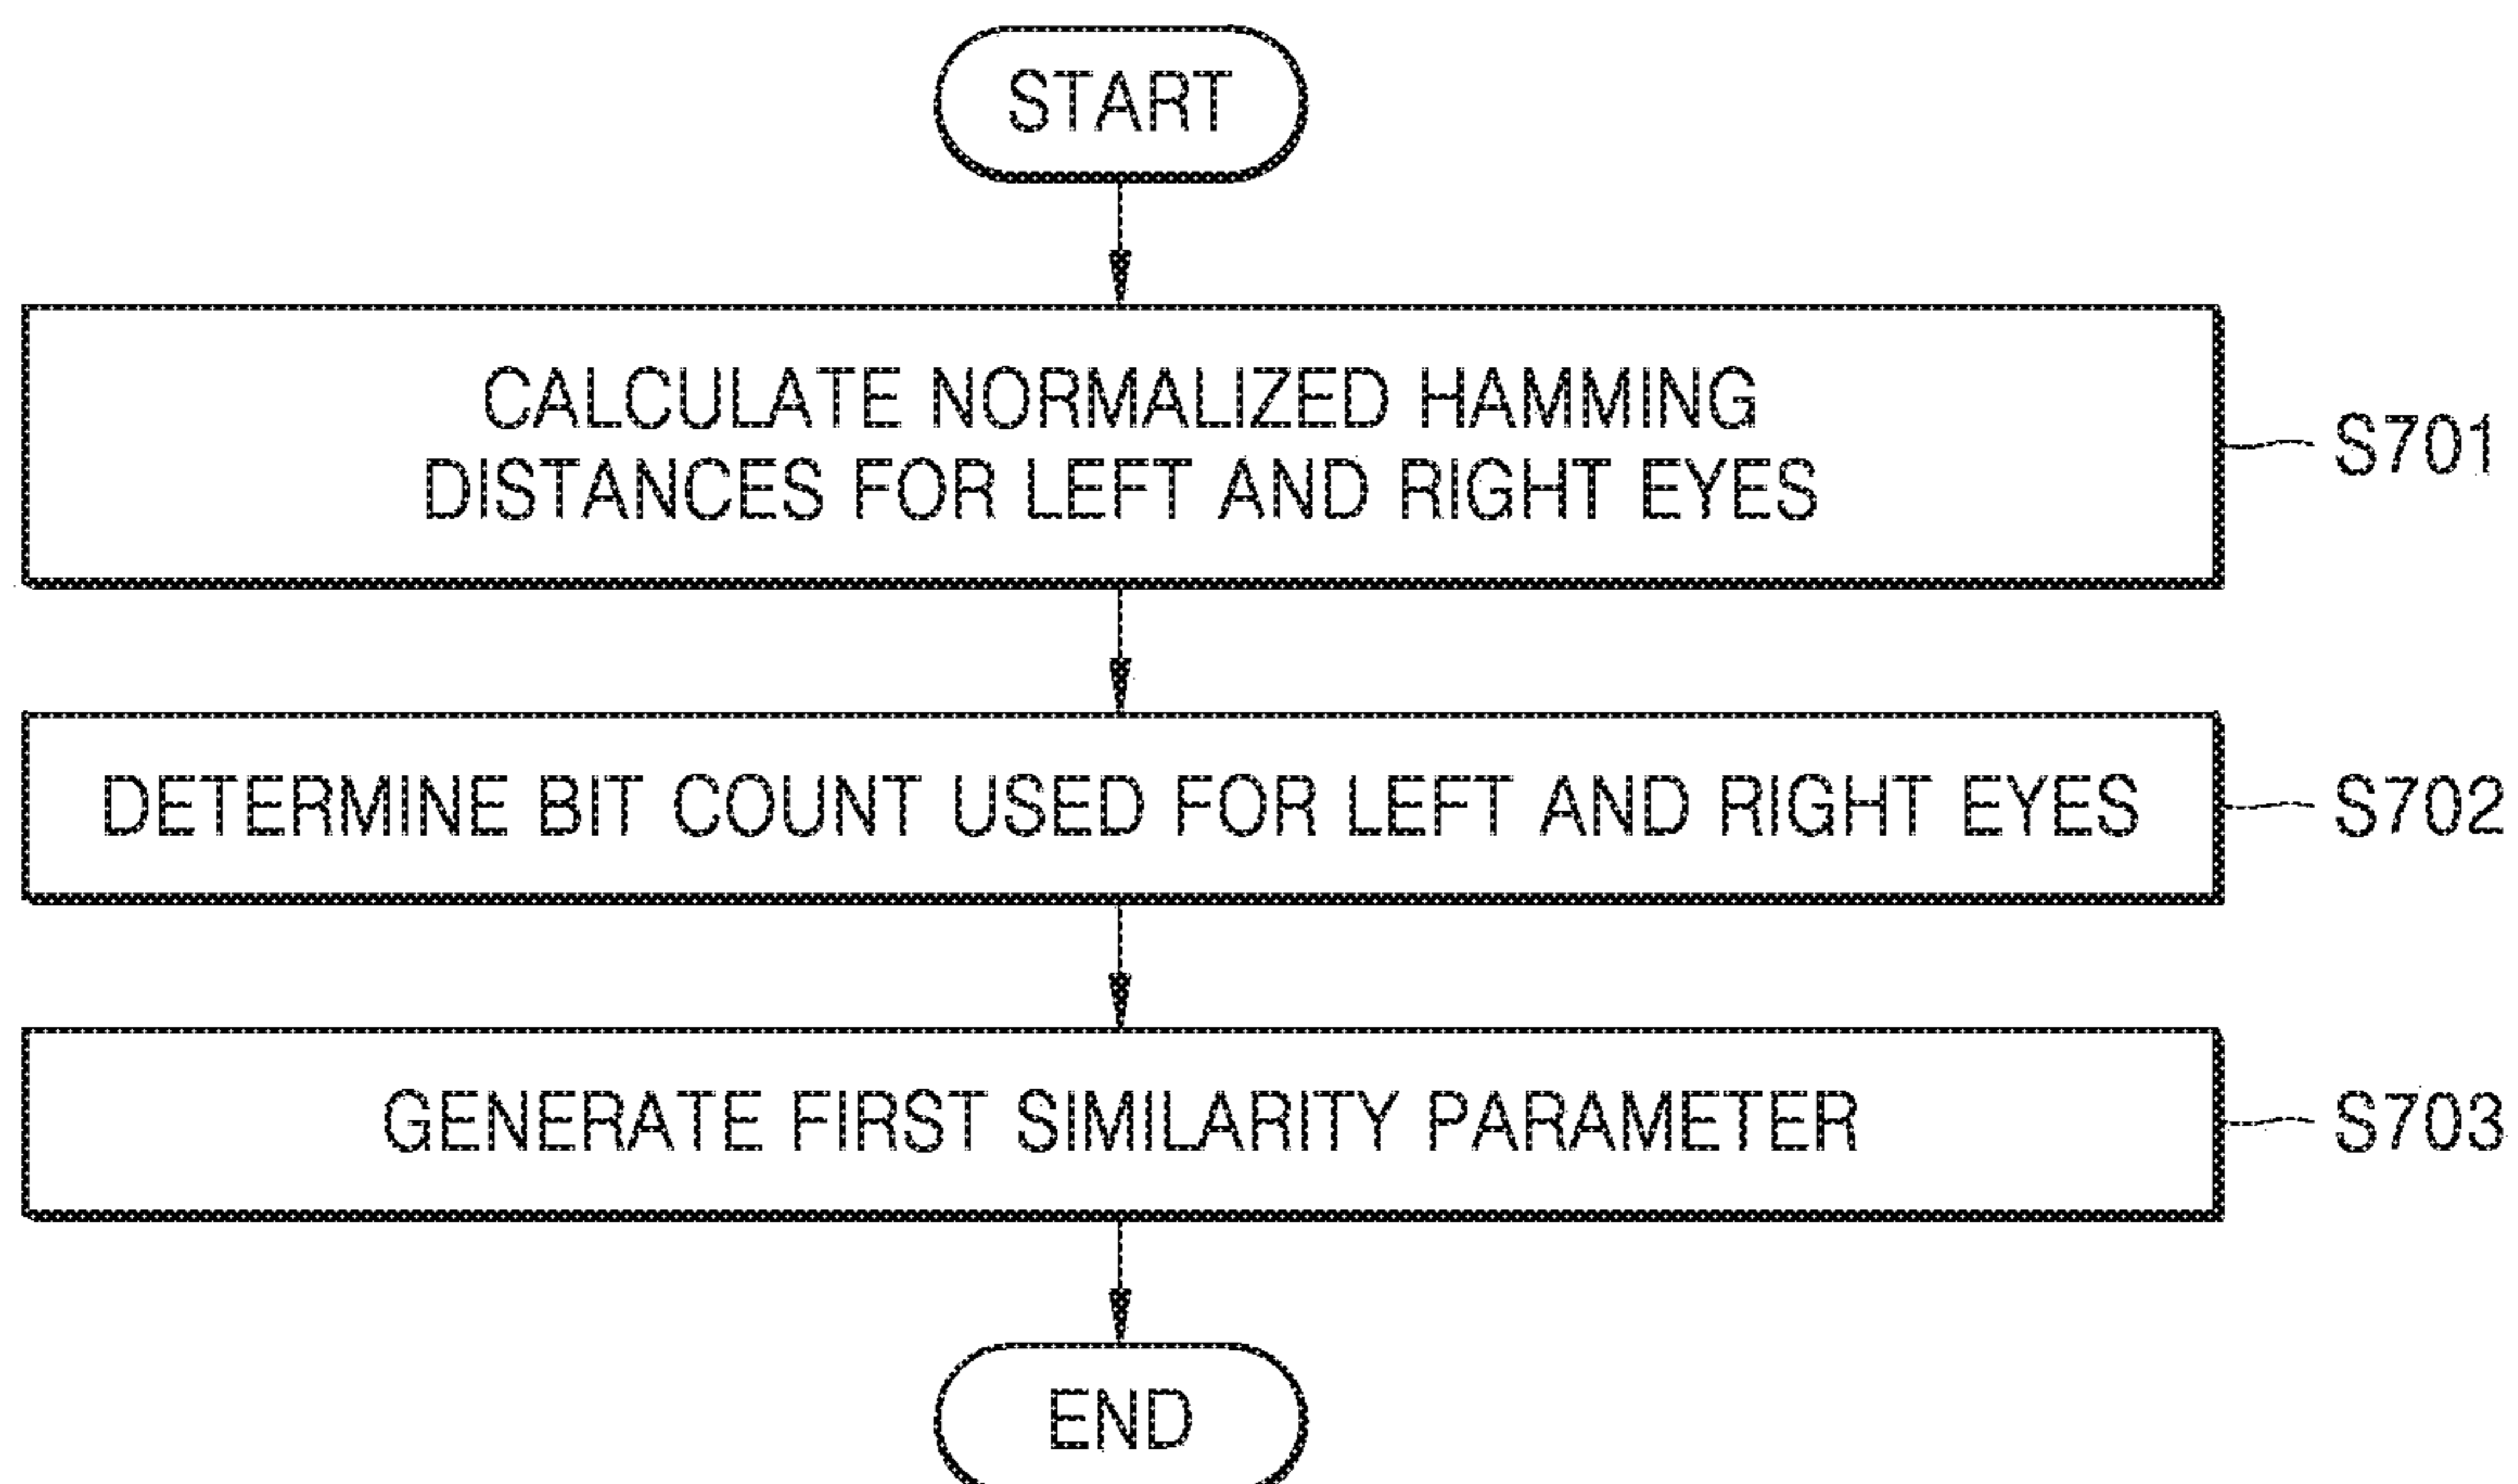 START
CALCULATE NORMALIZED HAMMING
DISTANCES FOR LEFT AND RIGHT EYES
S701
DETERMINE BIT COUNT USED FOR LEFT AND RIGHT EYES
S702
GENERATE FIRST SIMILARITY PARAMETER
S703
END